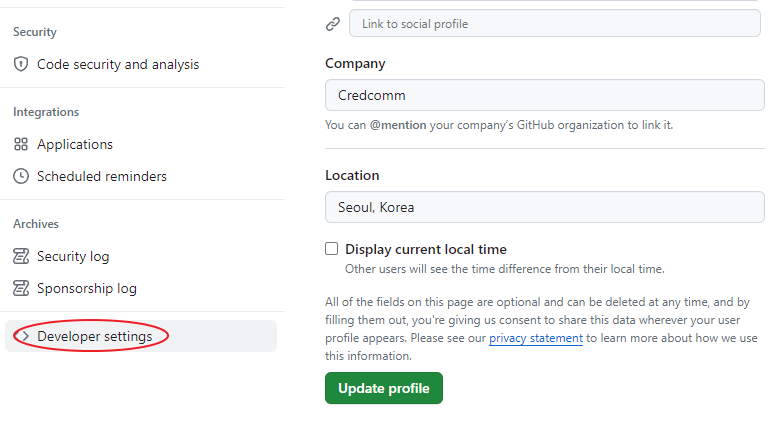 Security
Code security and analysis
Integrations
Applications
Scheduled reminders
Archives
Security log
Sponsorship log
Developer settings
Link to social profile
Company
Credcomm
You can @mention your company's GitHub organization to link it.
Location
Seoul, Korea
Display current local time
Other users will see the time difference from their local time.
All of the fields on this page are optional and can be deleted at any time, and by
filling them out, you're giving us consent to share this data wherever your user
profile appears. Please see our privacy statement to learn more about how we use
this information.
Update profile